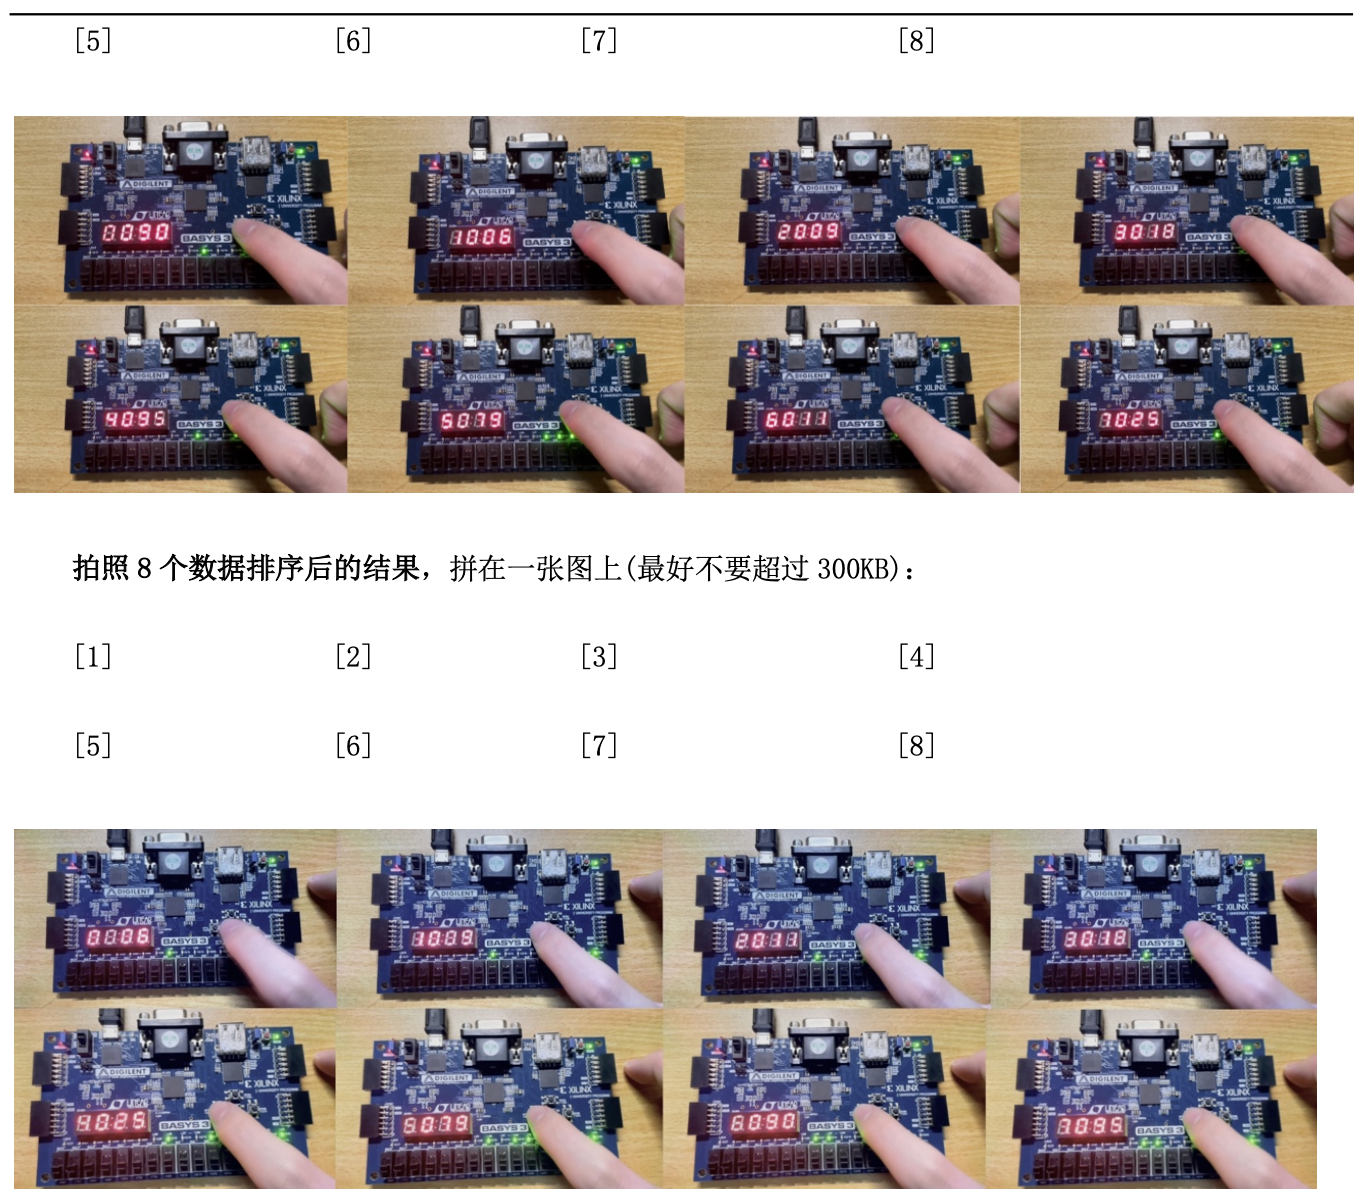 [5] [6] [7] [8]
DIGILENT DIGILENT DIGILENT DIGILENT
XILINX XILINX XILINX XILINX
0090 1006 2009 3018
BASYS 3 BASYS 3 BASYS 3 BASYS 3
DIGILENT DIGILENT DIGILENT DIGILENT
XILINX XILINX XILINX XILINX
4095 5079 6011 7025
BASYS 3 BASYS 3 BASYS 3 BASYS 3
拍照 8 个数据排序后的结果，拼在一张图上(最好不要超过 300KB)：
[1] [2] [3] [4]
[5] [6] [7] [8]
DIGILENT DIGILENT DIGILENT DIGILENT
XILINX XILINX XILINX XILINX
0006 1009 2011 3018
BASYS 3 BASYS 3 BASYS 3 BASYS 3
DIGILENT DIGILENT DIGILENT DIGILENT
XILINX XILINX XILINX XILINX
4025 5079 6090 7095
BASYS 3 BASYS 3 BASYS 3 BASYS 3